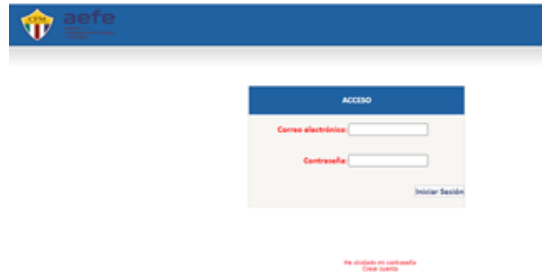 aefe
ACCESO
Correo electrónico:
Contraseña:
Iniciar Sesión
He olvidado mi contraseña
Crear cuenta